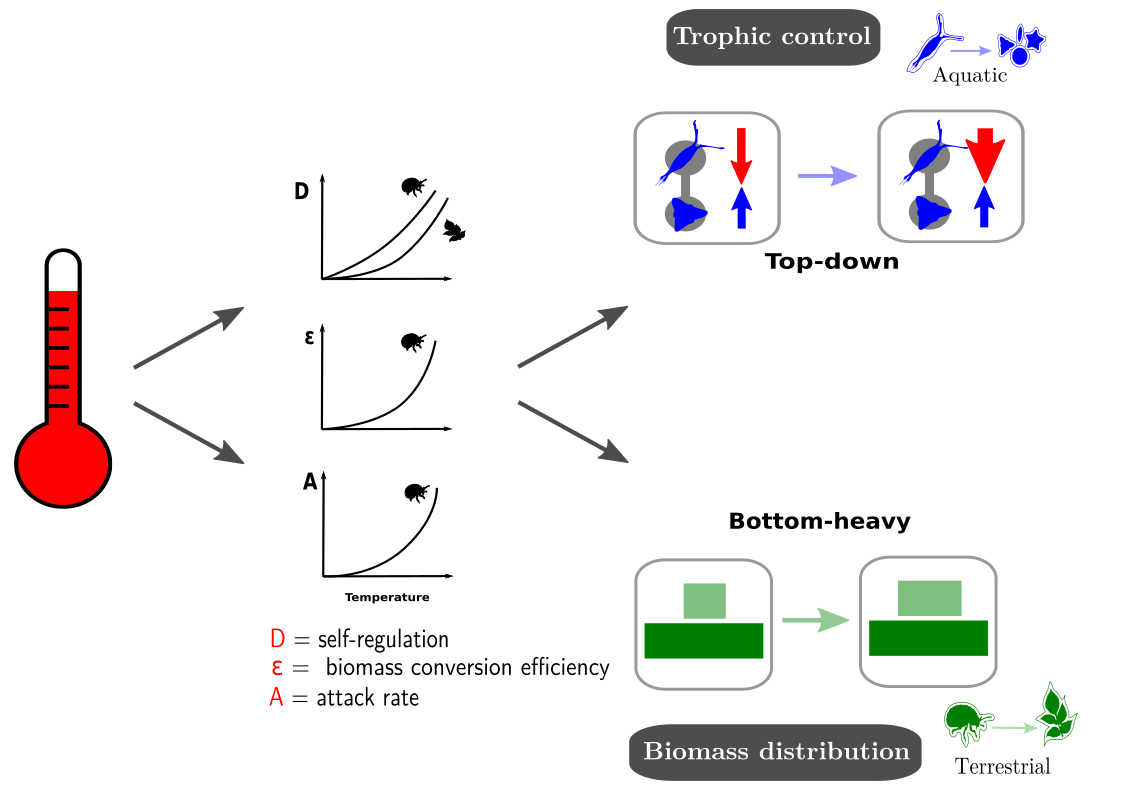 Trophic control
Aquatic
D
Top-down
ε
A
Bottom-heavy
Temperature
D = self-regulation
ε = biomass conversion efficiency
A = attack rate
Biomass distribution
Terrestrial